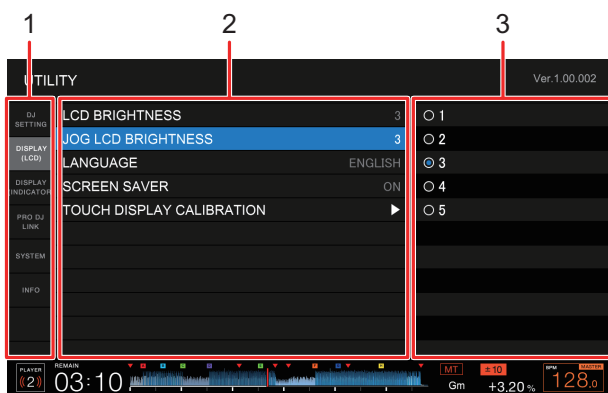 1 2 3
UTILITY Ver.1.00.002
DJ
SETTING
DISPLAY
(LCD)
DISPLAY
INDICATOR
PRO DJ
LINK
SYSTEM
INFO
LCD BRIGHTNESS 3
JOG LCD BRIGHTNESS 3
LANGUAGE ENGLISH
SCREEN SAVER ON
TOUCH DISPLAY CALIBRATION
1
2
3
4
5
PLAYER
2
REMAIN
03:10
MT ±10
Gm +3.20 %
BPM MASTER
128.0